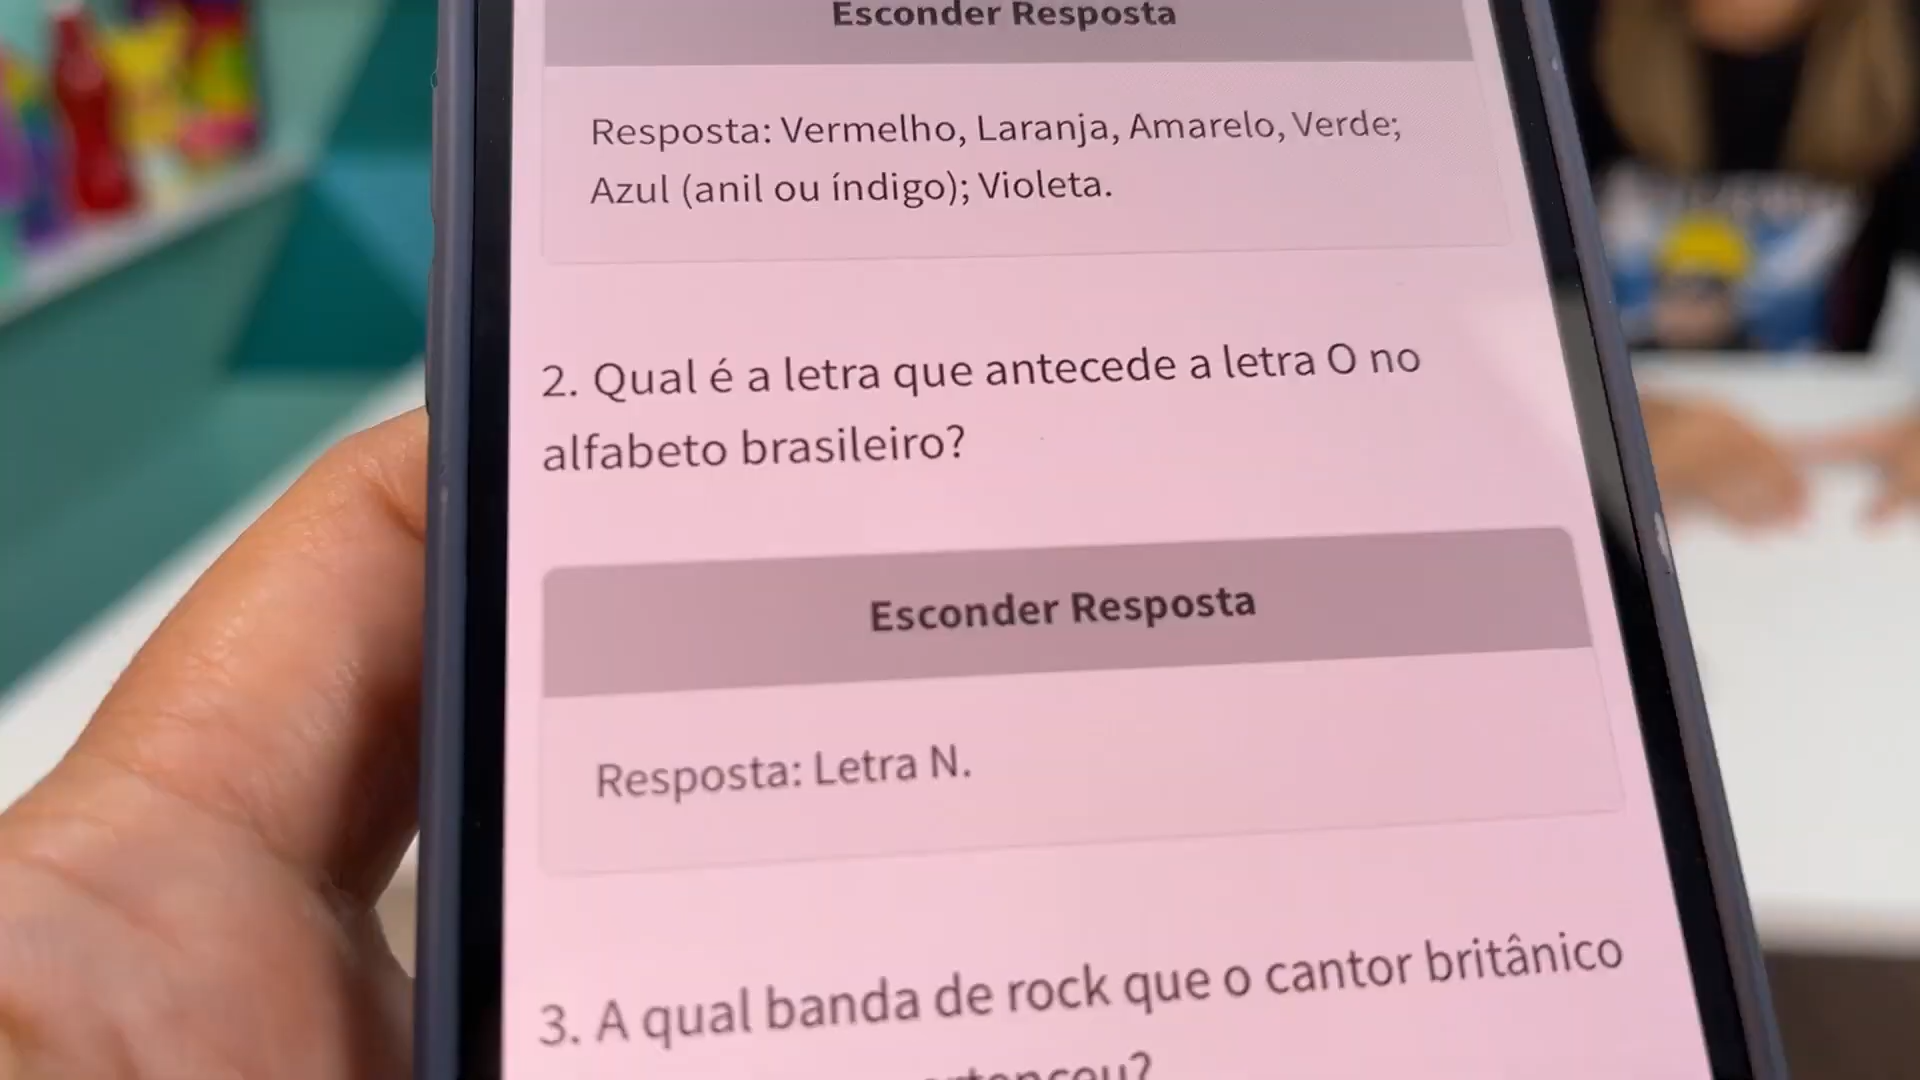 Esconder Resposta
Resposta: Vermelho, Laranja, Amarelo, Verde;
Azul (anil ou índigo); Violeta.
2. Qual é a letra que antecede a letra O no
alfabeto brasileiro?
Esconder Resposta
Resposta: Letra N.
3. A qual banda de rock que o cantor britânico